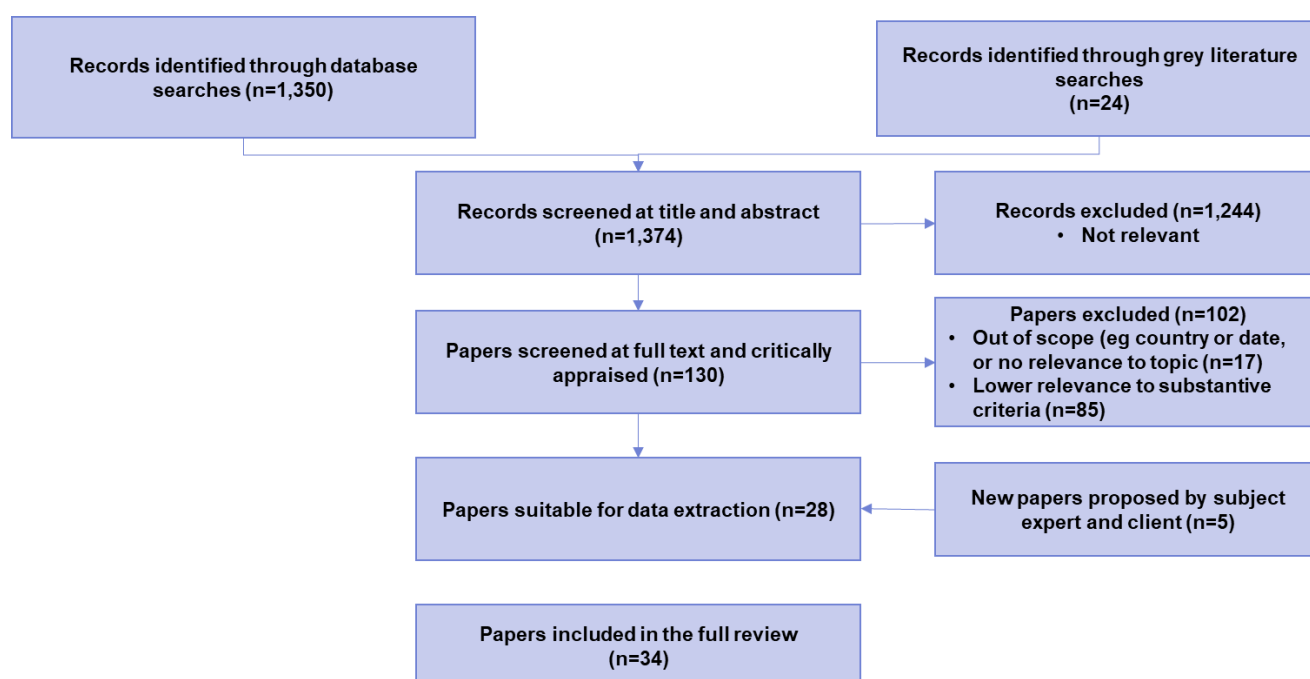 Records identified through database
searches (n=1,350)
Records identified through grey literature
searches
(n=24)
Records screened at title and abstract
(n=1,374)
Records excluded (n=1,244)
• Not relevant
Papers screened at full text and critically
appraised (n=130)
Papers excluded (n=102)
• Out of scope (eg country or date,
or no relevance to topic (n=17)
• Lower relevance to substantive
criteria (n=85)
Papers suitable for data extraction (n=28)
New papers proposed by subject
expert and client (n=5)
Papers included in the full review
(n=34)